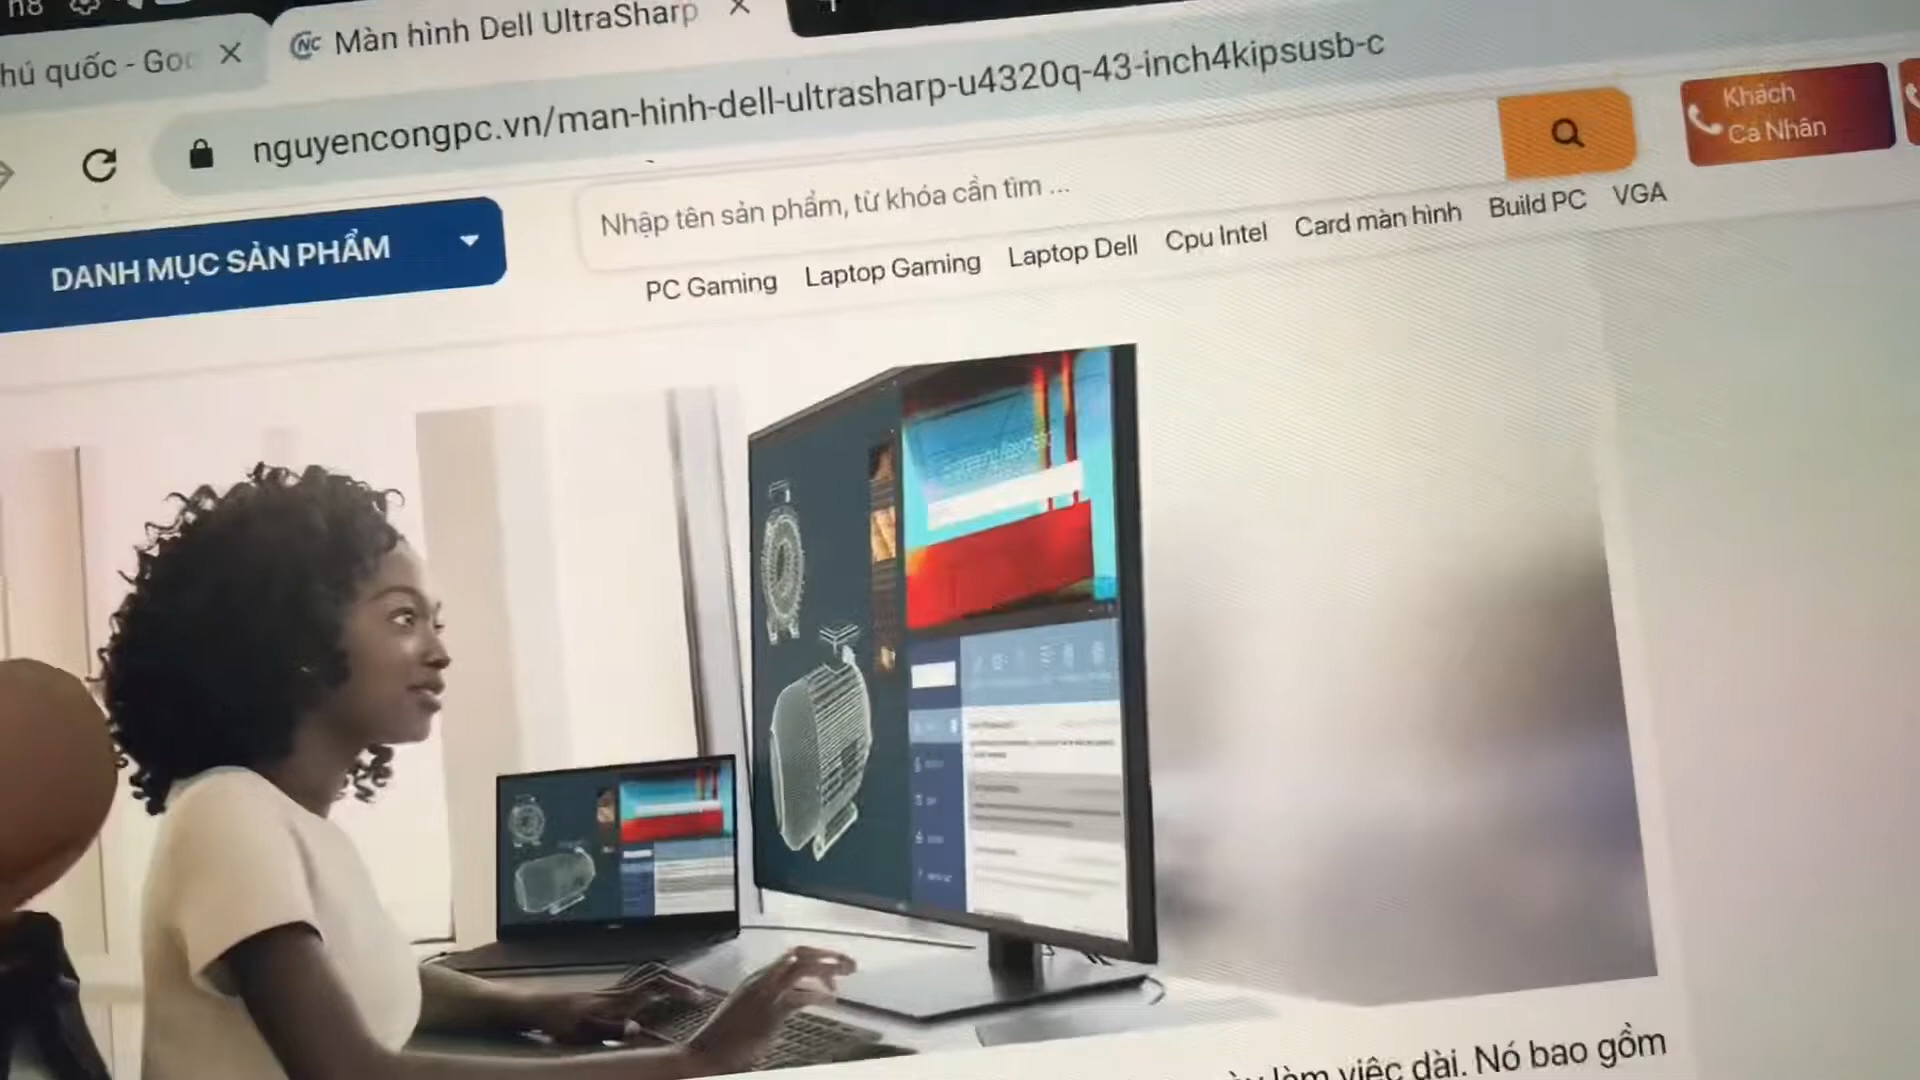 hú quốc - Goo
Màn hình Dell UltraSharp
nguyencongpc.vn/man-hinh-dell-ultrasharp-u4320q-43-inch4kipsusb-c
Khách
Cá Nhân
DANH MỤC SẢN PHẨM
Nhập tên sản phẩm, từ khóa cần tìm ...
PC Gaming Laptop Gaming Laptop Dell Cpu Intel Card màn hình Build PC VGA
làm việc dài. Nó bao gồm